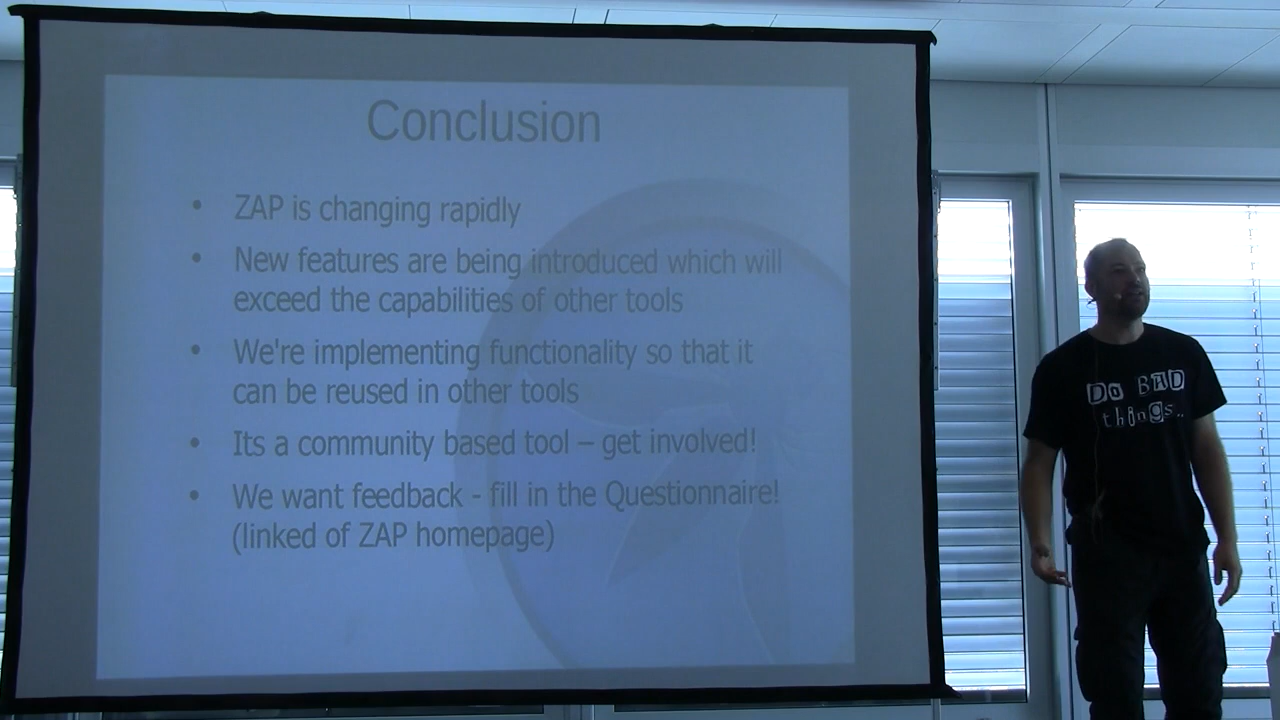 Conclusion
• ZAP is changing rapidly
• New features are being introduced which will
exceed the capabilities of other tools
• We're implementing functionality so that it
can be reused in other tools
• Its a community based tool – get involved!
• We want feedback - fill in the Questionnaire!
(linked of ZAP homepage)
Do BAD
things..